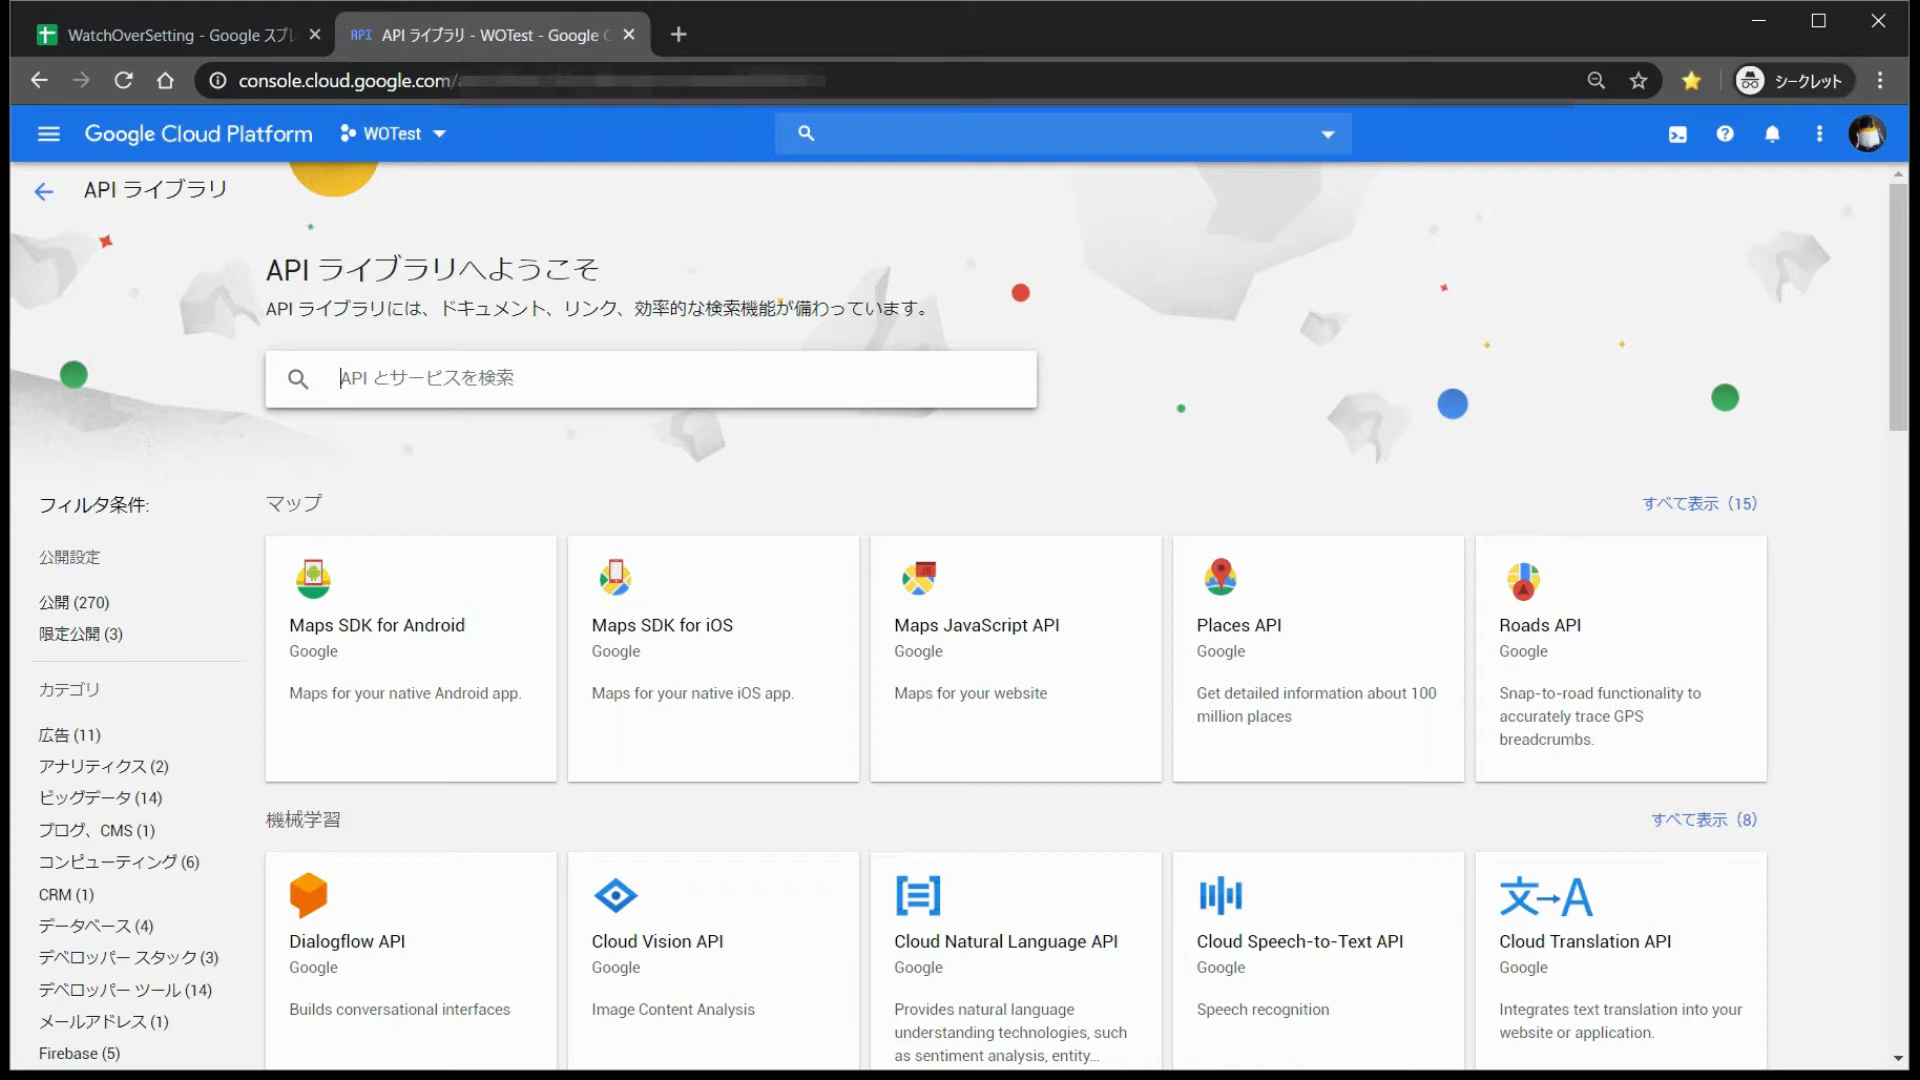 WatchOverSetting - Google スプレ
API API ライブラリ - WOTest - Google C
console.cloud.google.com/
シークレット
Google Cloud Platform
WOTest
API ライブラリ
API ライブラリへようこそ
API ライブラリには、ドキュメント、リンク、効率的な検索機能が備わっています。
API とサービスを検索
フィルタ条件:
公開設定
公開 (270)
限定公開 (3)
カテゴリ
広告 (11)
アナリティクス (2)
ビッグデータ (14)
ブログ、CMS (1)
コンピューティング (6)
CRM (1)
データベース (4)
デベロッパー スタック (3)
デベロッパー ツール (14)
メールアドレス (1)
Firebase (5)
マップ
すべて表示（15）
Maps SDK for Android
Google
Maps for your native Android app.
Maps SDK for iOS
Google
Maps for your native iOS app.
Maps JavaScript API
Google
Maps for your website
Places API
Google
Get detailed information about 100
million places
Roads API
Google
Snap-to-road functionality to
accurately trace GPS
breadcrumbs.
機械学習
すべて表示（8）
Dialogflow API
Google
Builds conversational interfaces
Cloud Vision API
Google
Image Content Analysis
Cloud Natural Language API
Google
Provides natural language
understanding technologies, such
as sentiment analysis, entity...
Cloud Speech-to-Text API
Google
Speech recognition
文→A
Cloud Translation API
Google
Integrates text translation into your
website or application.